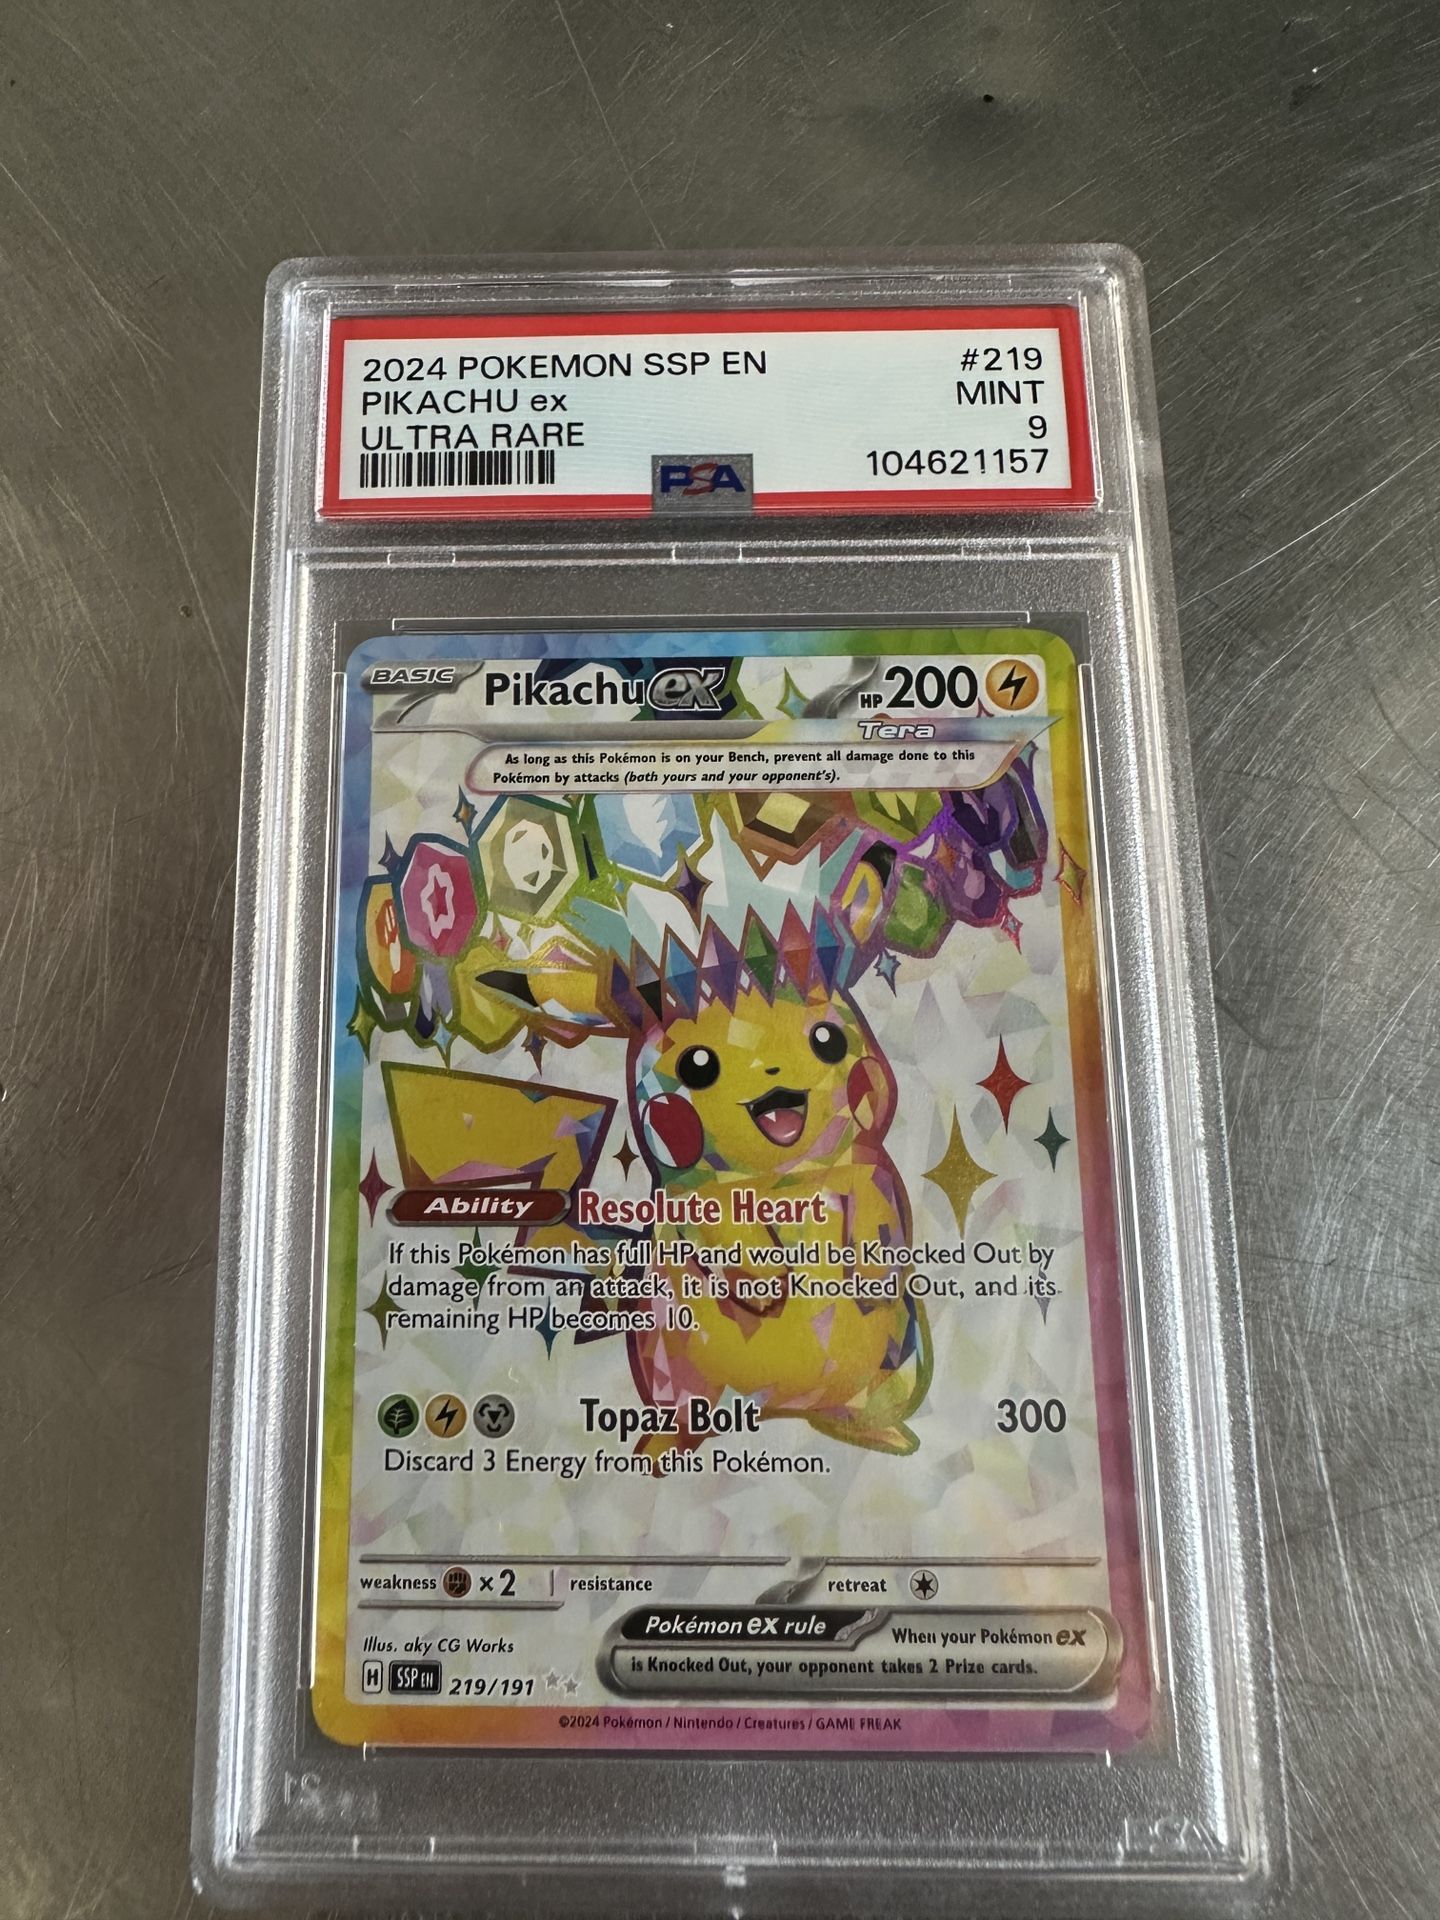 2024 POKEMON SSP EN #219
PIKACHU ex MINT
ULTRA RARE 9
PSA 104621157
BASIC Pikachu ex HP 200
Tera
As long as this Pokémon is on your Bench, prevent all damage done to this
Pokémon by attacks (both yours and your opponent's).
Ability Resolute Heart
If this Pokémon has full HP and would be Knocked Out by
damage from an attack, it is not Knocked Out, and its
remaining HP becomes 10.
Topaz Bolt 300
Discard 3 Energy from this Pokémon.
weakness ×2 resistance retreat
Pokémon ex rule When your Pokémon ex
is Knocked Out, your opponent takes 2 Prize cards.
Illus. aky CG Works
H SSP EN 219/191
©2024 Pokémon / Nintendo / Creatures / GAME FREAK